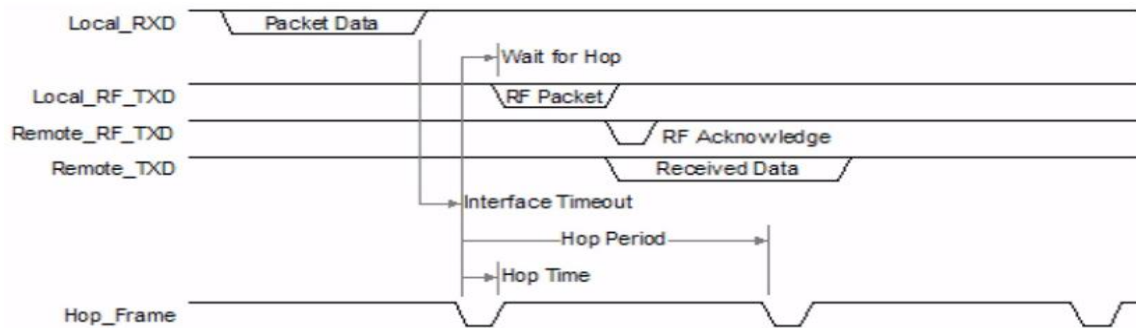 Local_RXD
Packet Data
Wait for Hop
Local_RF_TXD
RF Packet
Remote_RF_TXD
RF Acknowledge
Remote_TXD
Received Data
Interface Timeout
Hop Period
Hop Time
Hop_Frame